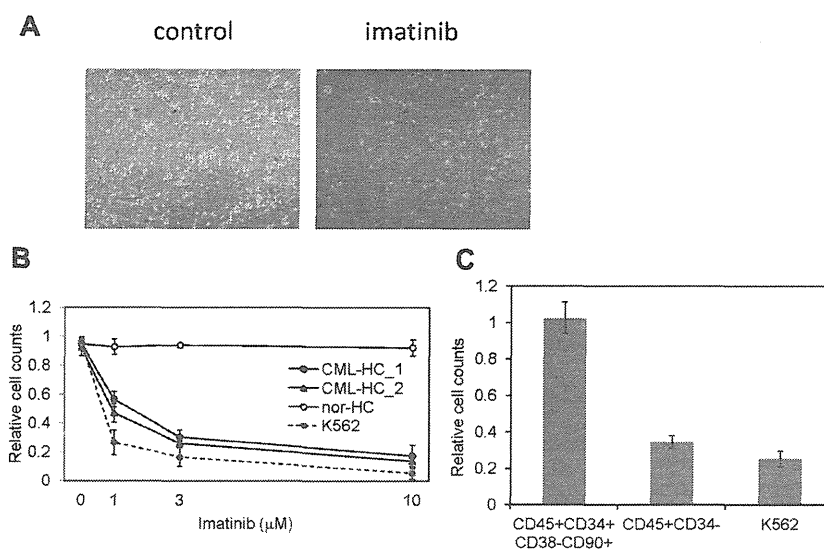 A
control
imatinib
B
Relative cell counts
1.2
1
0.8
0.6
0.4
0.2
0
0 1 3 10
Imatinib (µM)
CML-HC_1
CML-HC_2
nor-HC
K562
C
Relative cell counts
1.2
1
0.8
0.6
0.4
0.2
0
CD45+CD34+ CD45+CD34- K562
CD38-CD90+